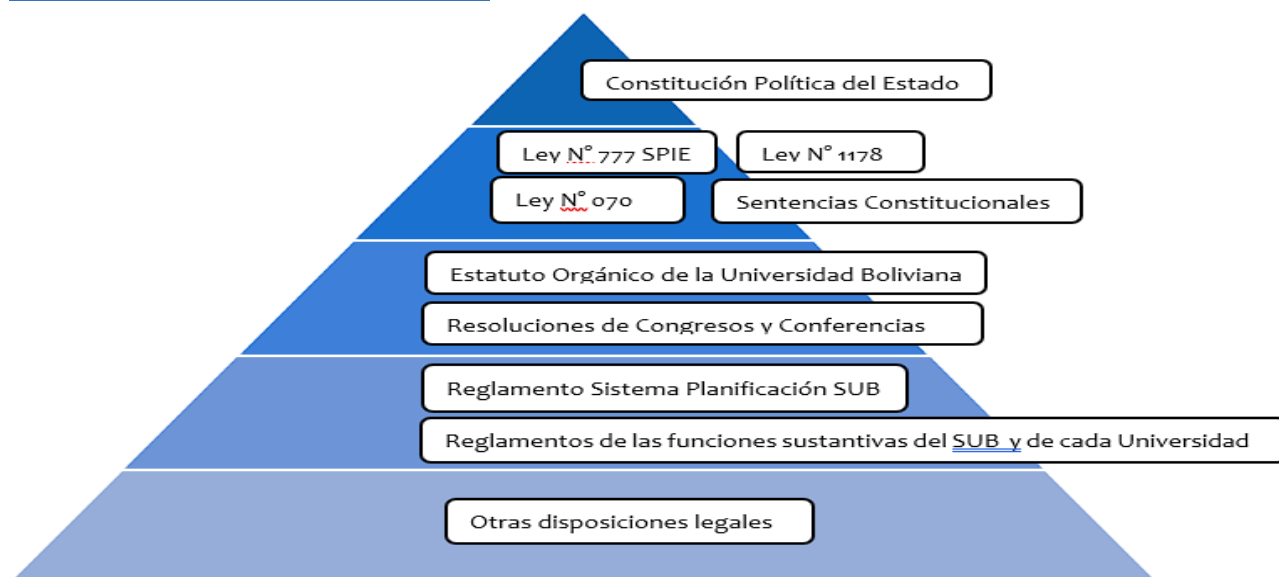 Constitución Política del Estado
Ley N° 777 SPIE
Ley N° 1178
Ley N° 070
Sentencias Constitucionales
Estatuto Orgánico de la Universidad Boliviana
Resoluciones de Congresos y Conferencias
Reglamento Sistema Planificación SUB
Reglamentos de las funciones sustantivas del SUB y de cada Universidad
Otras disposiciones legales